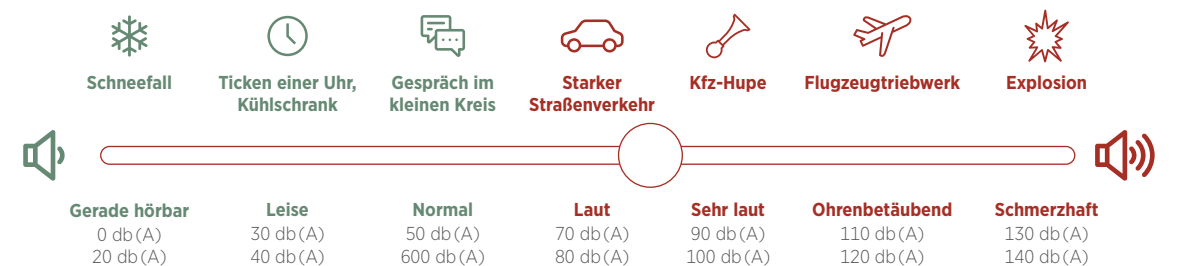 Schneefall
Ticken einer Uhr,
Kühlschrank
Gespräch im
kleinen Kreis
Starker
Straßenverkehr
Kfz-Hupe
Flugzeugtriebwerk
Explosion
Gerade hörbar
0 db (A)
20 db (A)
Leise
30 db (A)
40 db (A)
Normal
50 db (A)
600 db (A)
Laut
70 db (A)
80 db (A)
Sehr laut
90 db (A)
100 db (A)
Ohrenbetäubend
110 db (A)
120 db (A)
Schmerzhaft
130 db (A)
140 db (A)